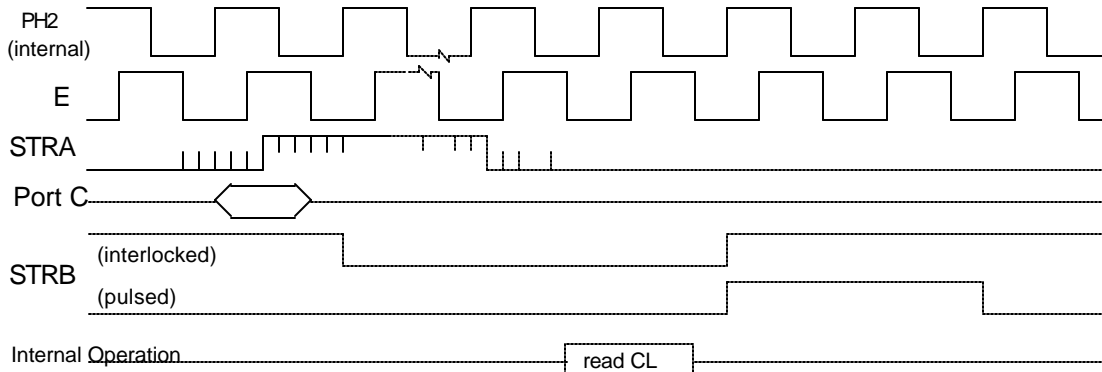 PH2
(internal)
E
STRA
Port C
(interlocked)
STRB
(pulsed)
Internal Operation
read CL